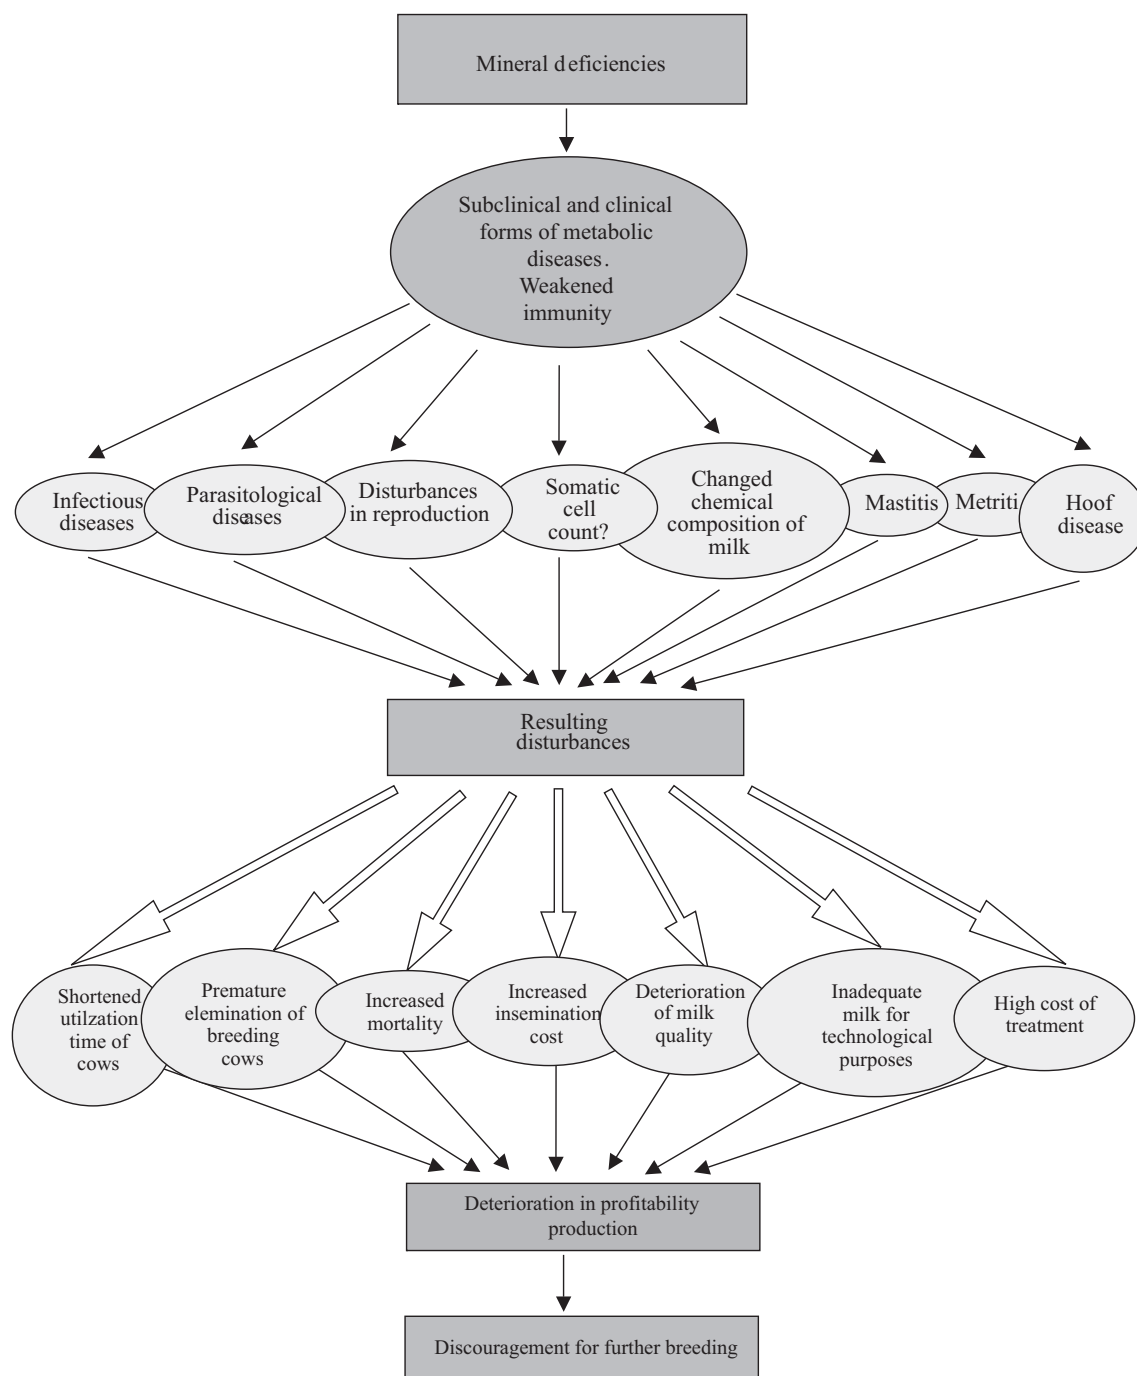 Mineral deficiencies
Subclinical and clinical
forms of metabolic
diseases.
Weakened
immunity
Infectious
diseases
Parasitological
diseases
Disturbances
in reproduction
Somatic
cell
count?
Changed
chemical
composition of
milk
Mastitis
Metriti
Hoof
disease
Resulting
disturbances
Shortened
utilzation
time of
cows
Premature
elemination of
breeding
cows
Increased
mortality
Increased
insemination
cost
Deterioration
of milk
quality
Inadequate
milk for
technological
purposes
High cost of
treatment
Deterioration in profitability
production
Discouragement for further breeding